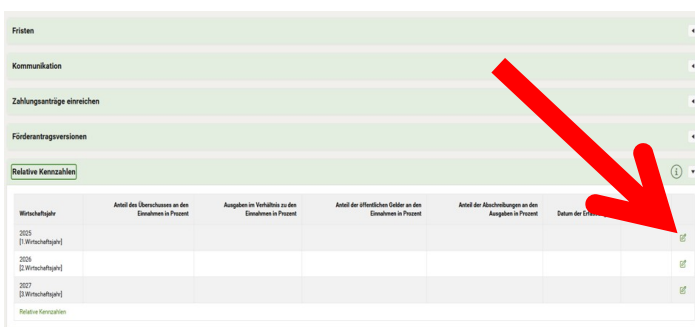 Fristen
Kommunikation
Zahlungsanträge einreichen
Förderantragsversionen
Relative Kennzahlen
Wirtschaftsjahr
Anteil des Überschusses an den
Einnahmen in Prozent
Ausgaben im Verhältnis zu den
Einnahmen in Prozent
Anteil der öffentlichen Gelder an den
Einnahmen in Prozent
Anteil der Abschreibungen an den
Ausgaben in Prozent
Datum der
2025
[1.Wirtschaftsjahr]
2026
[2.Wirtschaftsjahr]
2027
[3.Wirtschaftsjahr]
Relative Kennzahlen